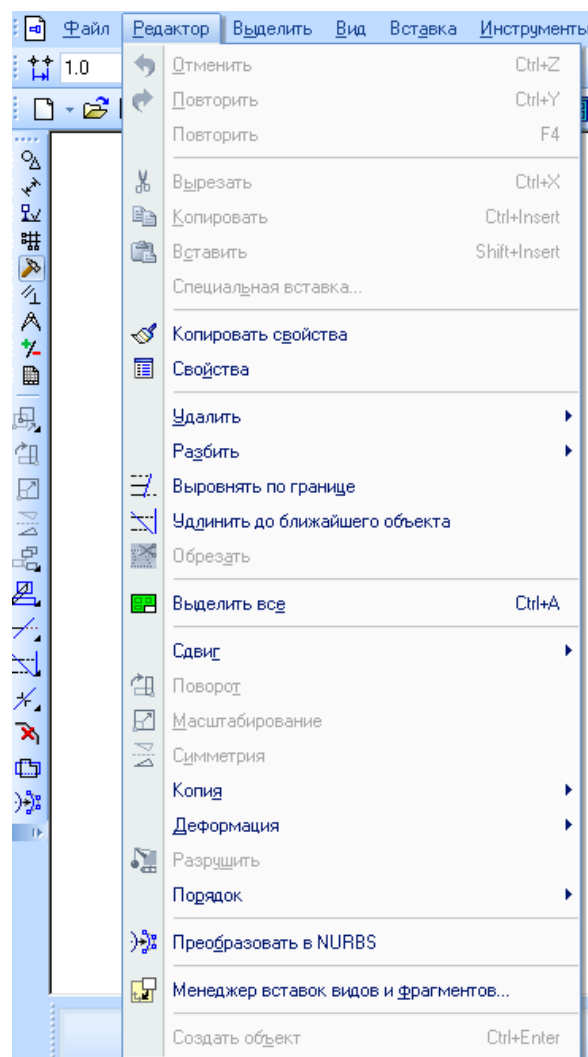 Файл Редактор Выделить Вид Вставка Инструменты
1.0
Отменить Ctrl+Z
Повторить Ctrl+Y
Повторить F4
Вырезать Ctrl+X
Копировать Ctrl+Insert
Вставить Shift+Insert
Специальная вставка...
Копировать свойства
Свойства
Удалить
Разбить
Выровнять по границе
Удлинить до ближайшего объекта
Обрезать
Выделить все Ctrl+A
Сдвиг
Поворот
Масштабирование
Симметрия
Копия
Деформация
Разрушить
Порядок
Преобразовать в NURBS
Менеджер вставок видов и фрагментов...
Создать объект Ctrl+Enter